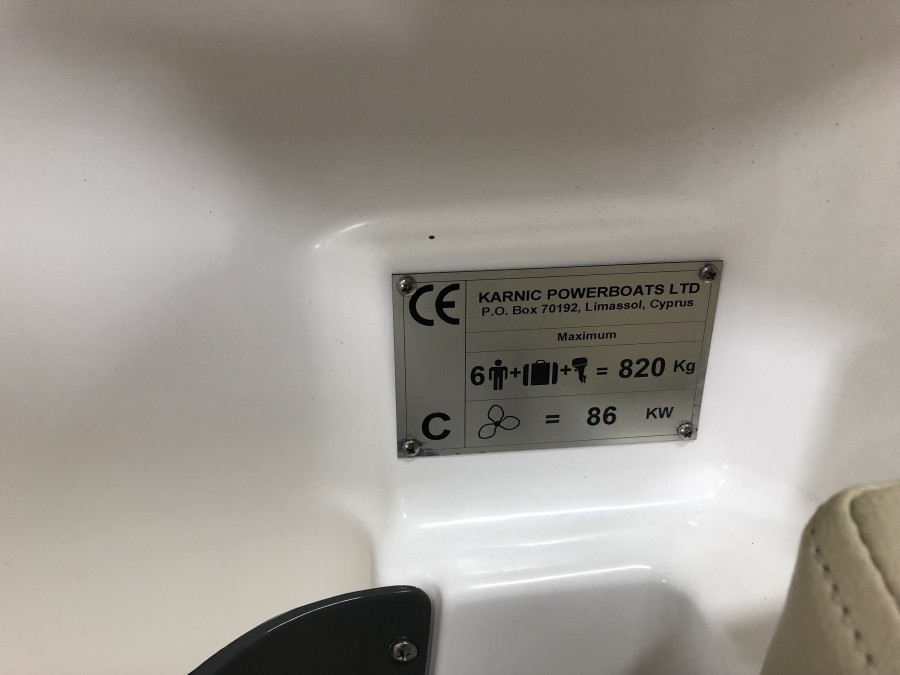 CE
KARNIC POWERBOATS LTD
P.O. Box 70192, Limassol, Cyprus
Maximum
6 + + = 820 Kg
C
= 86 KW